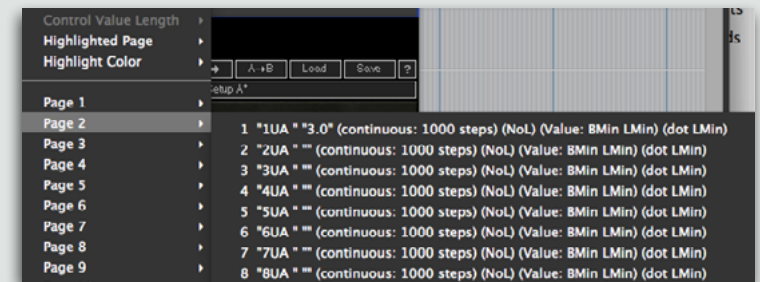 Control Value Length
Highlighted Page
Highlight Color
A→B Load Save ?
Setup A"
Page 1
Page 2
Page 3
Page 4
Page 5
Page 6
Page 7
Page 8
Page 9
1 "1UA " "3.0" (continuous: 1000 steps) (NoL) (Value: BMin LMin) (dot LMin)
2 "2UA " "" (continuous: 1000 steps) (NoL) (Value: BMin LMin) (dot LMin)
3 "3UA " "" (continuous: 1000 steps) (NoL) (Value: BMin LMin) (dot LMin)
4 "4UA " "" (continuous: 1000 steps) (NoL) (Value: BMin LMin) (dot LMin)
5 "5UA " "" (continuous: 1000 steps) (NoL) (Value: BMin LMin) (dot LMin)
6 "6UA " "" (continuous: 1000 steps) (NoL) (Value: BMin LMin) (dot LMin)
7 "7UA " "" (continuous: 1000 steps) (NoL) (Value: BMin LMin) (dot LMin)
8 "8UA " "" (continuous: 1000 steps) (NoL) (Value: BMin LMin) (dot LMin)